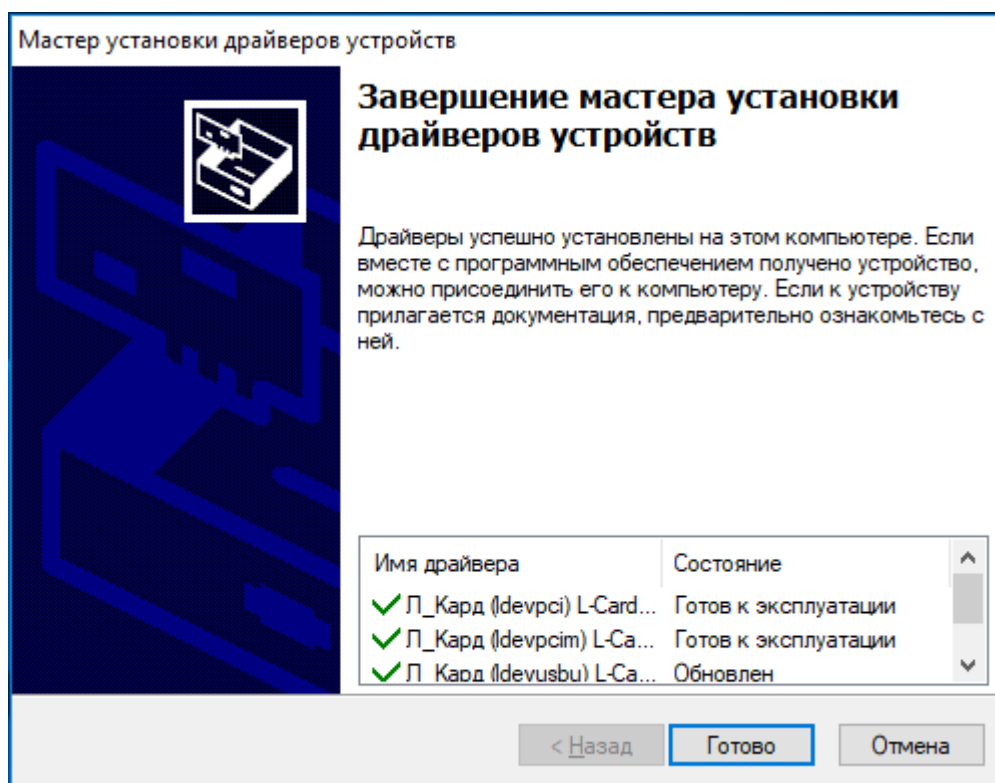 Мастер установки драйверов устройств
Завершение мастера установки
драйверов устройств
Драйверы успешно установлены на этом компьютере. Если
вместе с программным обеспечением получено устройство,
можно присоединить его к компьютеру. Если к устройству
прилагается документация, предварительно ознакомьтесь с
ней.
Имя драйвера Состояние
Л_Кард (ldevpci) L-Card... Готов к эксплуатации
Л_Кард (ldevpcim) L-Ca... Готов к эксплуатации
Л_Кард (ldevusbu) L-Ca... Обновлен
< Назад Готово Отмена